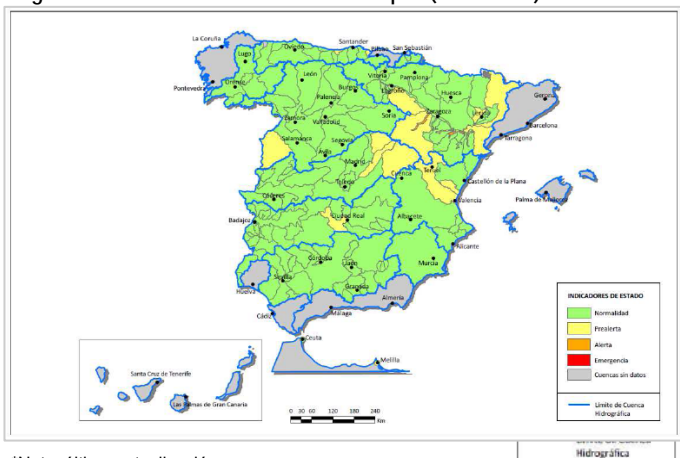 La Coruña
Lugo
Oviedo
Santander
Bilbao
San Sebastián
Pontevedra
Orense
León
Burgos
Vitoria
Pamplona
Logroño
Huesca
Lérida
Gerona
Barcelona
Tarragona
Palencia
Soria
Zaragoza
Zamora
Valladolid
Salamanca
Segovia
Avila
Madrid
Teruel
Cuenca
Castellón de la Plana
Toledo
Cáceres
Valencia
Palma de Mallorca
Badajoz
Ciudad Real
Albacete
Alicante
Córdoba
Jaén
Murcia
Huelva
Sevilla
Granada
Almería
Cádiz
Málaga
Ceuta
Melilla
Santa Cruz de Tenerife
Las Palmas de Gran Canaria
0 30 60 120 180 240
Km
INDICADORES DE ESTADO
Normalidad
Prealerta
Alerta
Emergencia
Cuencas sin datos
Límite de Cuenca
Hidrográfica
Hidrográfica